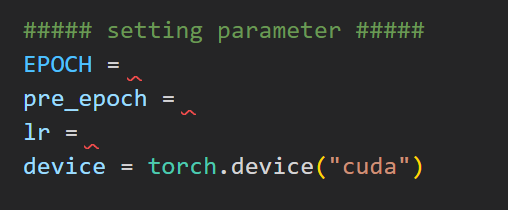 ##### setting parameter #####
EPOCH =
pre_epoch =
lr =
device = torch.device("cuda")